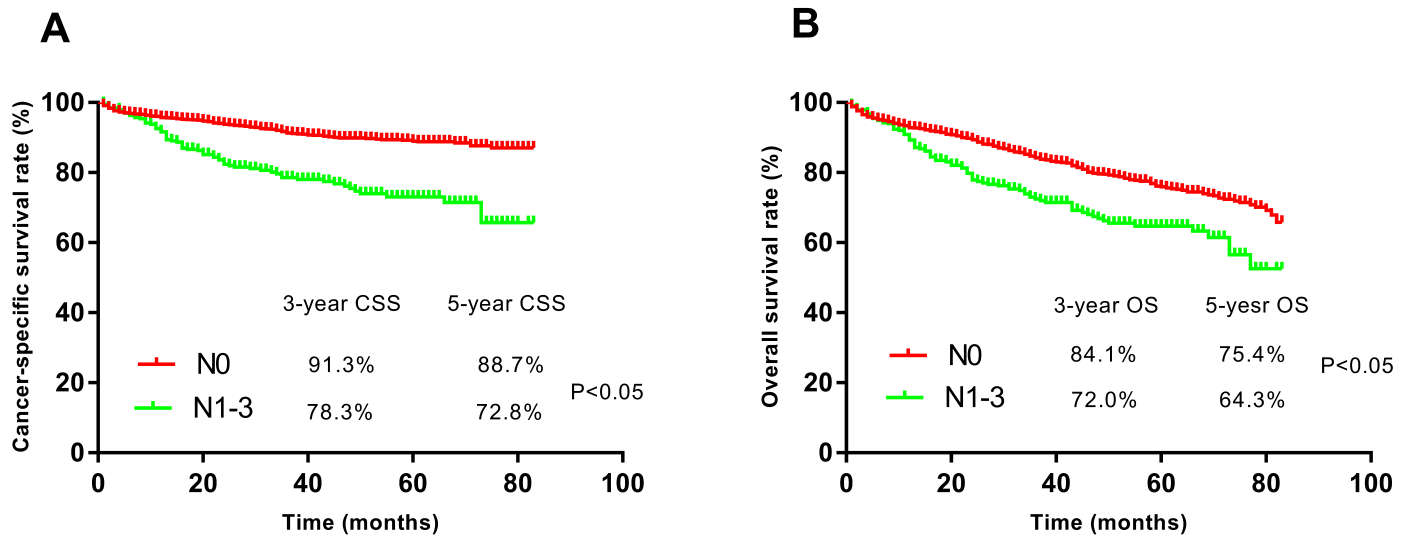 A
Cancer-specific survival rate (%)
100
80
60
40
20
0
3-year CSS 5-year CSS
N0 91.3% 88.7%
P<0.05
N1-3 78.3% 72.8%
0 20 40 60 80 100
Time (months)
B
Overall survival rate (%)
100
80
60
40
20
0
3-year OS 5-yesr OS
N0 84.1% 75.4%
P<0.05
N1-3 72.0% 64.3%
0 20 40 60 80 100
Time (months)